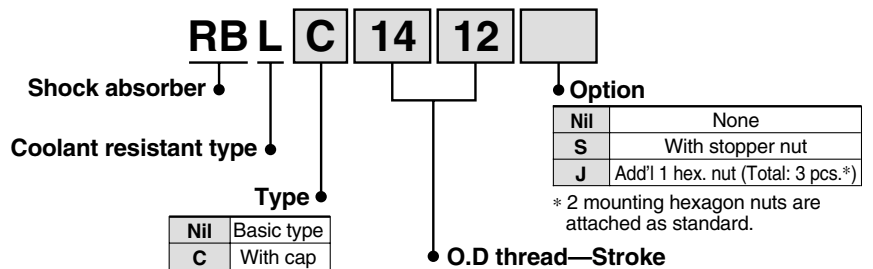 RB L C 14 12
Shock absorber
Coolant resistant type
Type
Nil Basic type
C With cap
O.D thread—Stroke
Option
Nil None
S With stopper nut
J Add'l 1 hex. nut (Total: 3 pcs.*)
* 2 mounting hexagon nuts are
attached as standard.